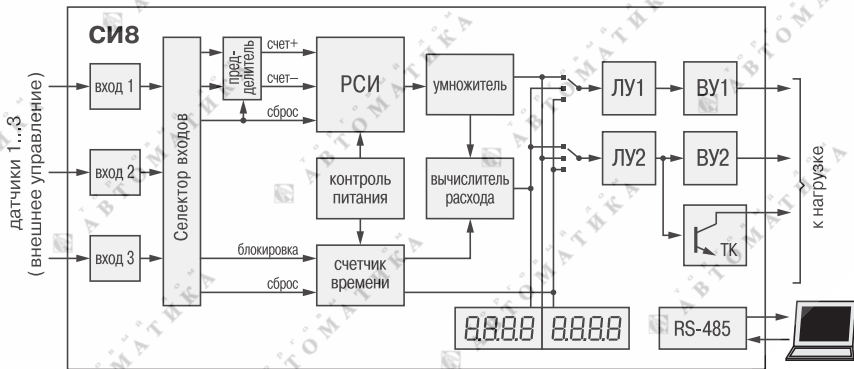 СИ8
датчики 1...3
(внешнее управление)
вход 1
вход 2
вход 3
Селектор входов
пред-
делитель
счет+
счет–
сброс
РСИ
умножитель
контроль
питания
вычислитель
расхода
блокировка
сброс
счетчик
времени
ЛУ1
ВУ1
ЛУ2
ВУ2
ТК
к нагрузке
8.8.8.8 8.8.8.8
RS-485
АВТОМАТИКА